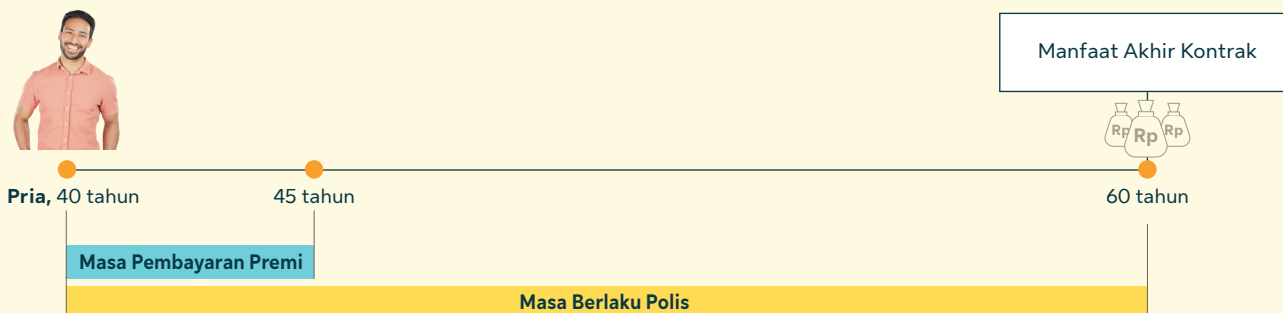 Manfaat Akhir Kontrak
Rp Rp Rp
Pria, 40 tahun
45 tahun
60 tahun
Masa Pembayaran Premi
Masa Berlaku Polis